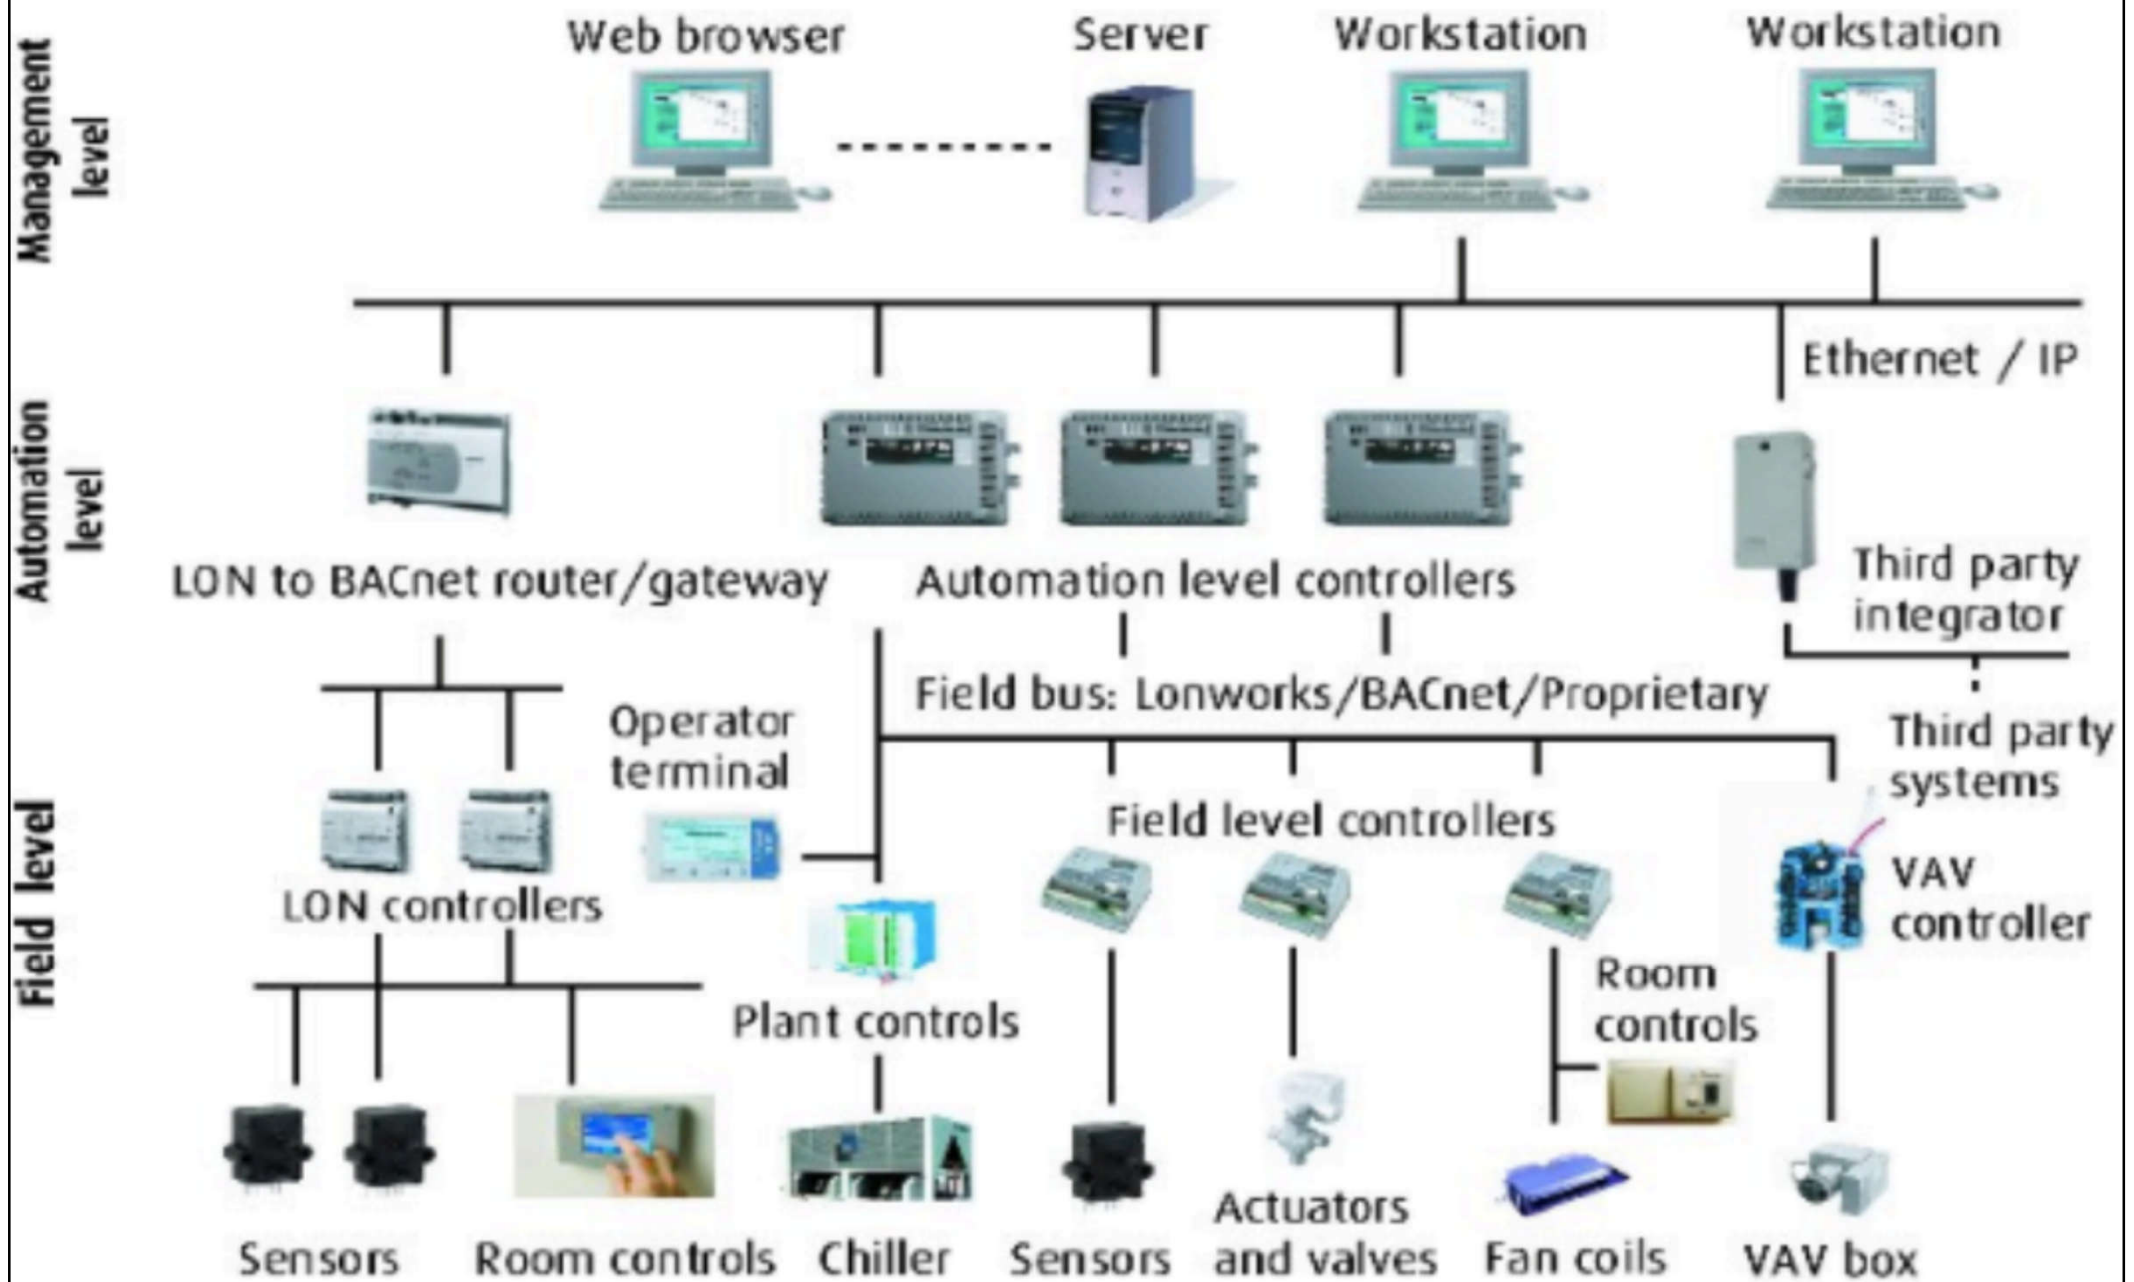 Management
level
Web browser
Server
Workstation
Workstation
Ethernet / IP
Automation
level
LON to BACnet router/gateway
Automation level controllers
Third party
integrator
Field bus: Lonworks/BACnet/Proprietary
Operator
terminal
Third party
systems
Field level
Field level controllers
LON controllers
VAV
controller
Room
controls
Plant controls
Sensors
Room controls
Chiller
Sensors
Actuators
and valves
Fan coils
VAV box